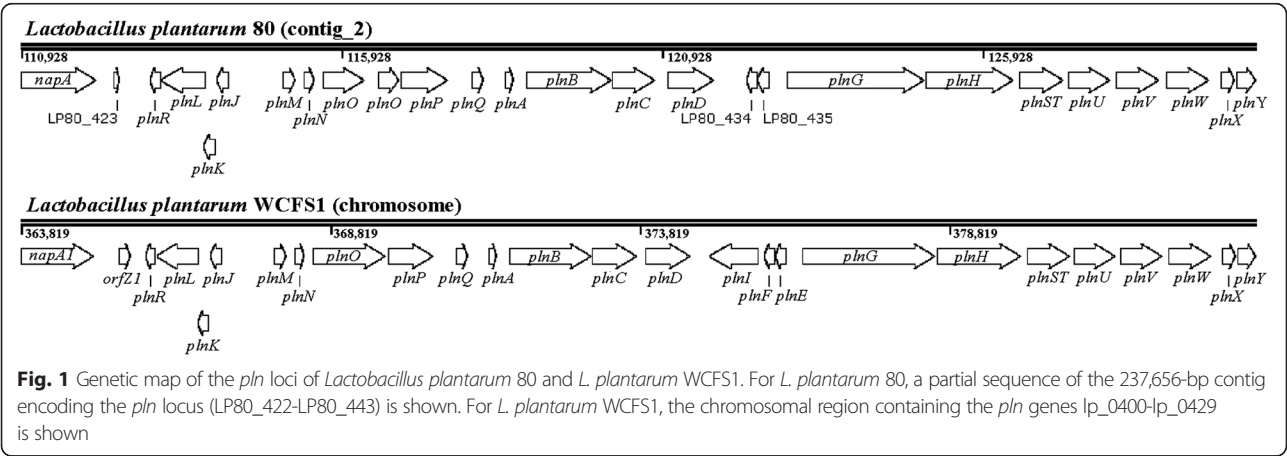 Lactobacillus plantarum 80 (contig_2)
110,928 115,928 120,928 125,928
napA plnB plnG plnH
plnL plnJ plnM plnO plnO plnP plnQ plnA plnC plnD plnST plnU plnV plnW plnY
LP80_423 plnR plnN LP80_434 LP80_435 plnX
plnK
Lactobacillus plantarum WCFS1 (chromosome)
363,819 368,819 373,819 378,819
napA1 plnO plnB plnG plnH
orfZ1 plnL plnJ plnM plnP plnQ plnA plnC plnD plnI plnST plnU plnV plnW plnY
plnR plnN plnF plnE plnX
plnK
Fig. 1 Genetic map of the pln loci of Lactobacillus plantarum 80 and L. plantarum WCFS1. For L. plantarum 80, a partial sequence of the 237,656-bp contig
encoding the pln locus (LP80_422-LP80_443) is shown. For L. plantarum WCFS1, the chromosomal region containing the pln genes lp_0400-lp_0429
is shown